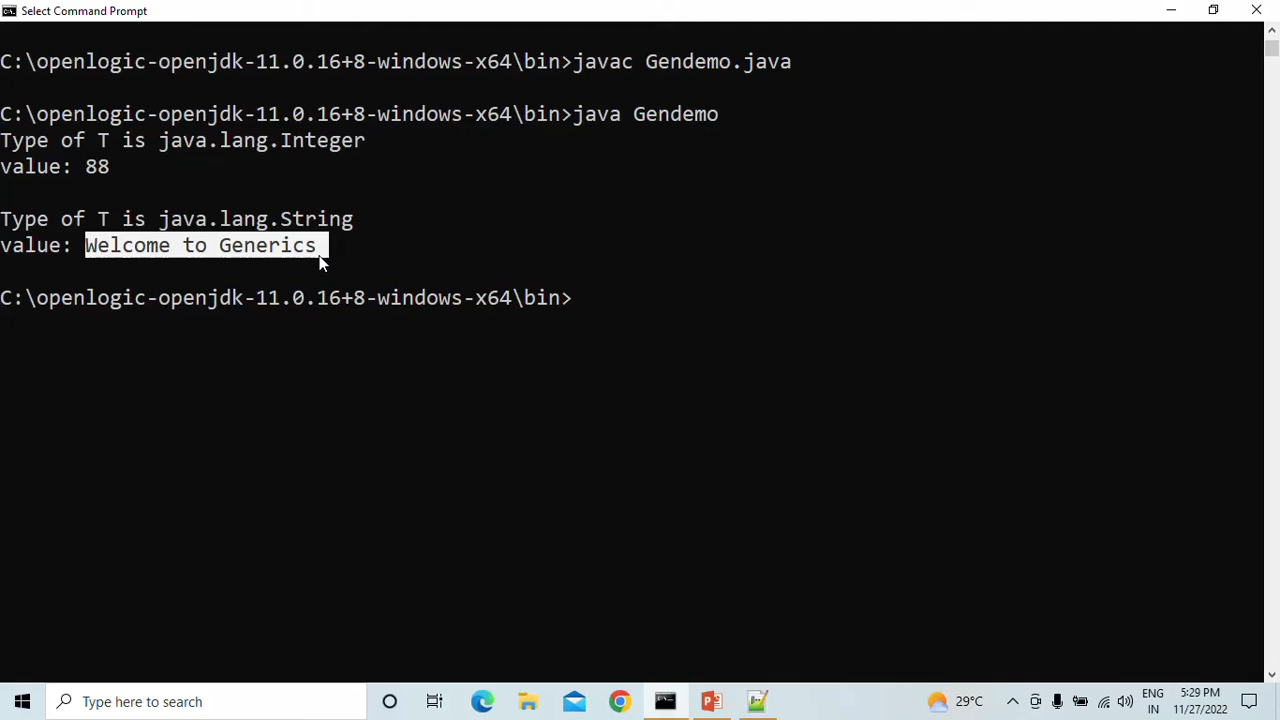 Select Command Prompt
C:\openlogic-openjdk-11.0.16+8-windows-x64\bin>javac Gendemo.java
C:\openlogic-openjdk-11.0.16+8-windows-x64\bin>java Gendemo
Type of T is java.lang.Integer
value: 88
Type of T is java.lang.String
value: Welcome to Generics
C:\openlogic-openjdk-11.0.16+8-windows-x64\bin>
Type here to search
29°C
ENG
IN
5:29 PM
11/27/2022